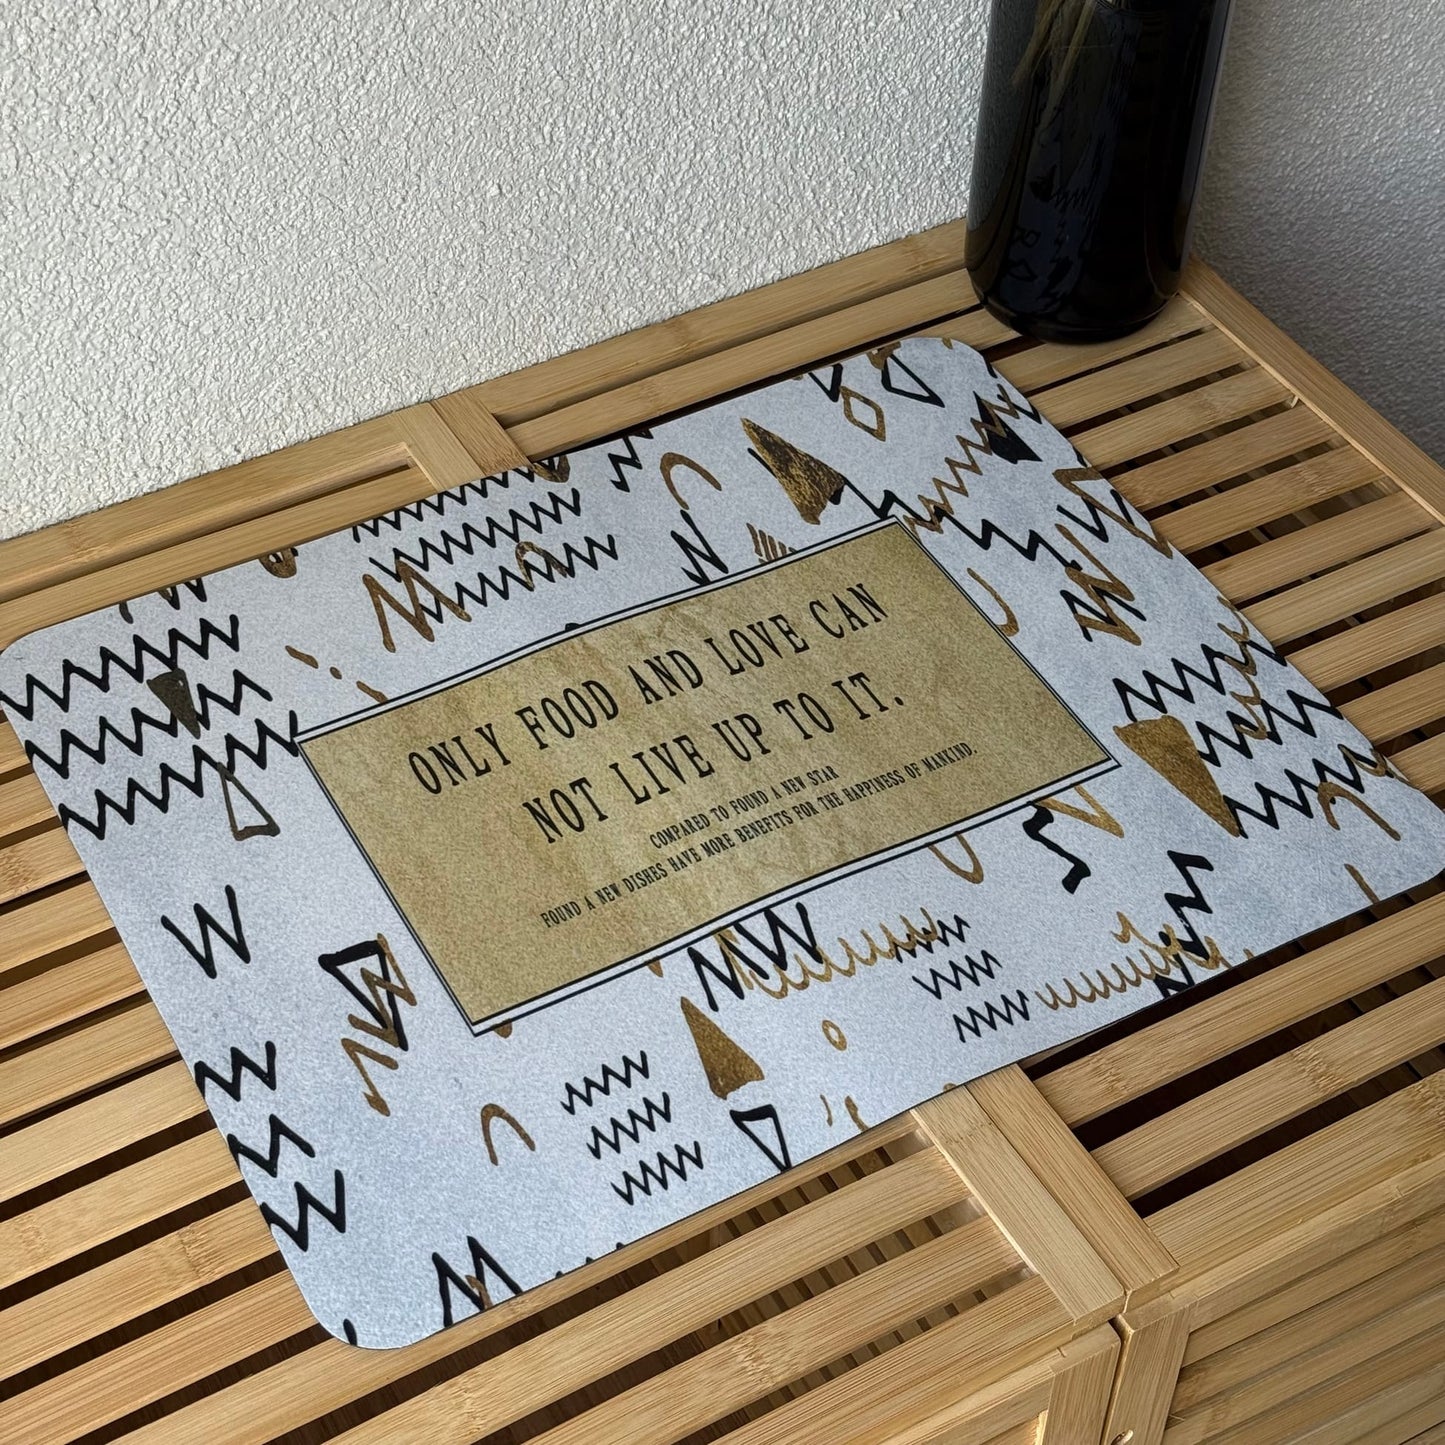 ONLY FOOD AND LOVE CAN
NOT LIVE UP TO IT.
COMPARED TO FOUND A NEW STAR
FOUND A NEW DISHES HAVE MORE BENEFITS FOR THE HAPPINESS OF MANKIND.